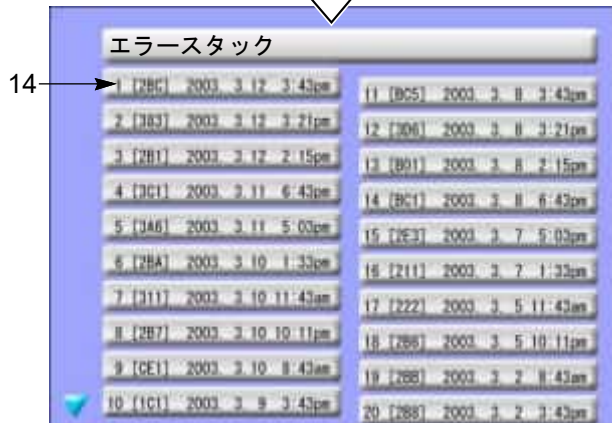 エラースタック
14
1 [2BC] 2003. 3.12 3:43pm
2 [383] 2003. 3.12 3:21pm
3 [2B1] 2003. 3.12 2:15pm
4 [3C1] 2003. 3.11 6:43pm
5 [3A6] 2003. 3.11 5:03pm
6 [2BA] 2003. 3.10 1:33pm
7 [311] 2003. 3.10 11:43am
8 [2B7] 2003. 3.10 10:11pm
9 [CE1] 2003. 3.10 8:43am
10 [1C1] 2003. 3. 9 3:43pm
11 [BC5] 2003. 3. 8 3:43pm
12 [3D6] 2003. 3. 8 3:21pm
13 [B01] 2003. 3. 8 2:15pm
14 [BC1] 2003. 3. 8 6:43pm
15 [2E3] 2003. 3. 7 5:03pm
16 [211] 2003. 3. 7 1:33pm
17 [222] 2003. 3. 5 11:43am
18 [2B6] 2003. 3. 5 10:11pm
19 [2BB] 2003. 3. 2 8:43am
20 [2B8] 2003. 3. 2 3:43pm